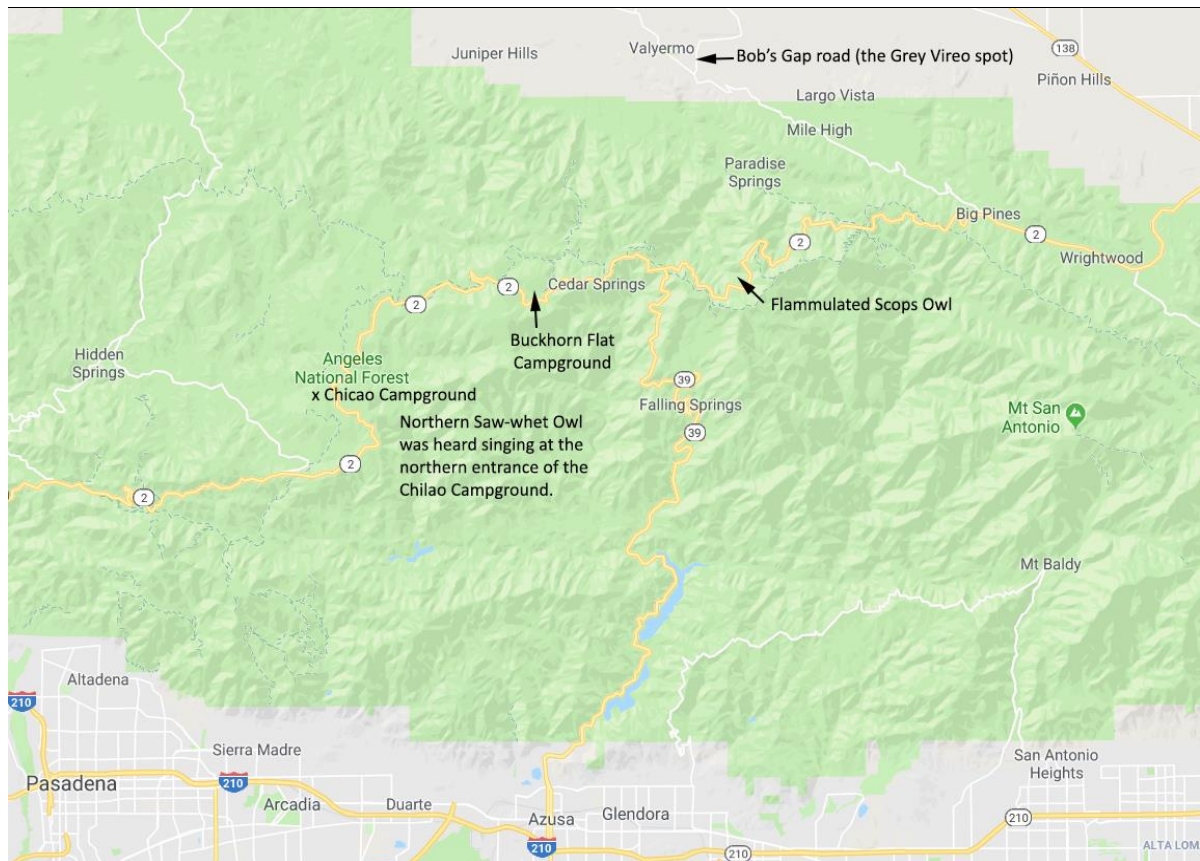 Juniper Hills
Valyermo
Bob's Gap road (the Grey Vireo spot)
138
Piñon Hills
Largo Vista
Mile High
Paradise
Springs
Big Pines
2
2
Wrightwood
2
Cedar Springs
2
Flammulated Scops Owl
Buckhorn Flat
Campground
Hidden
Springs
Angeles
National Forest
x Chicao Campground
39
Falling Springs
39
Mt San
Antonio
Northern Saw-whet Owl
was heard singing at the
northern entrance of the
Chilao Campground.
2
2
Mt Baldy
Altadena
210
Sierra Madre
San Antonio
Heights
Pasadena
210
Arcadia
Duarte
Azusa
Glendora
210
210
210
ALTA LOM